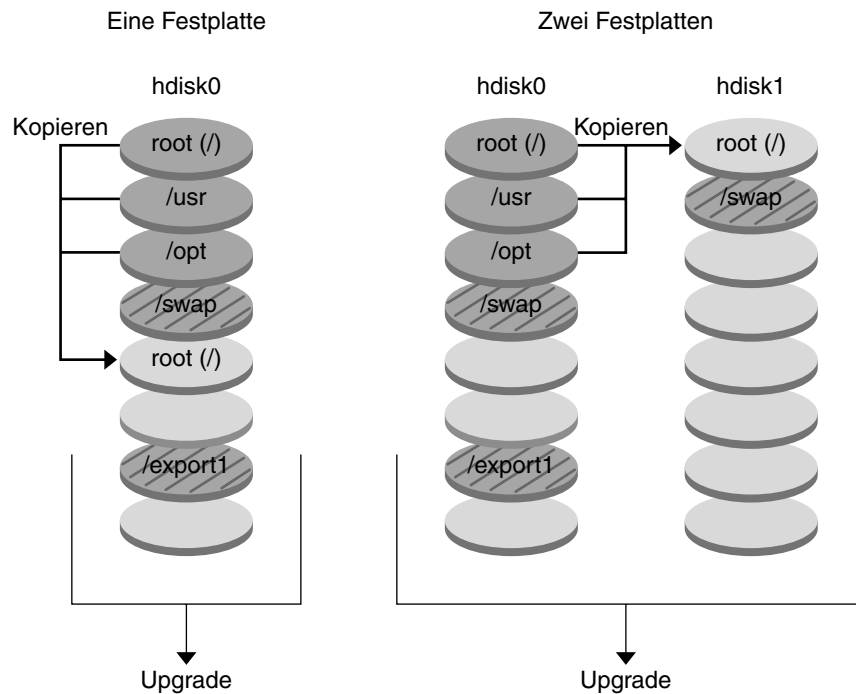 Eine Festplatte
hdisk0
Kopieren
root (/)
/usr
/opt
/swap
root (/)
/export1
Upgrade
Zwei Festplatten
hdisk0
hdisk1
root (/)
Kopieren
root (/)
/usr
/swap
/opt
/swap
/export1
Upgrade